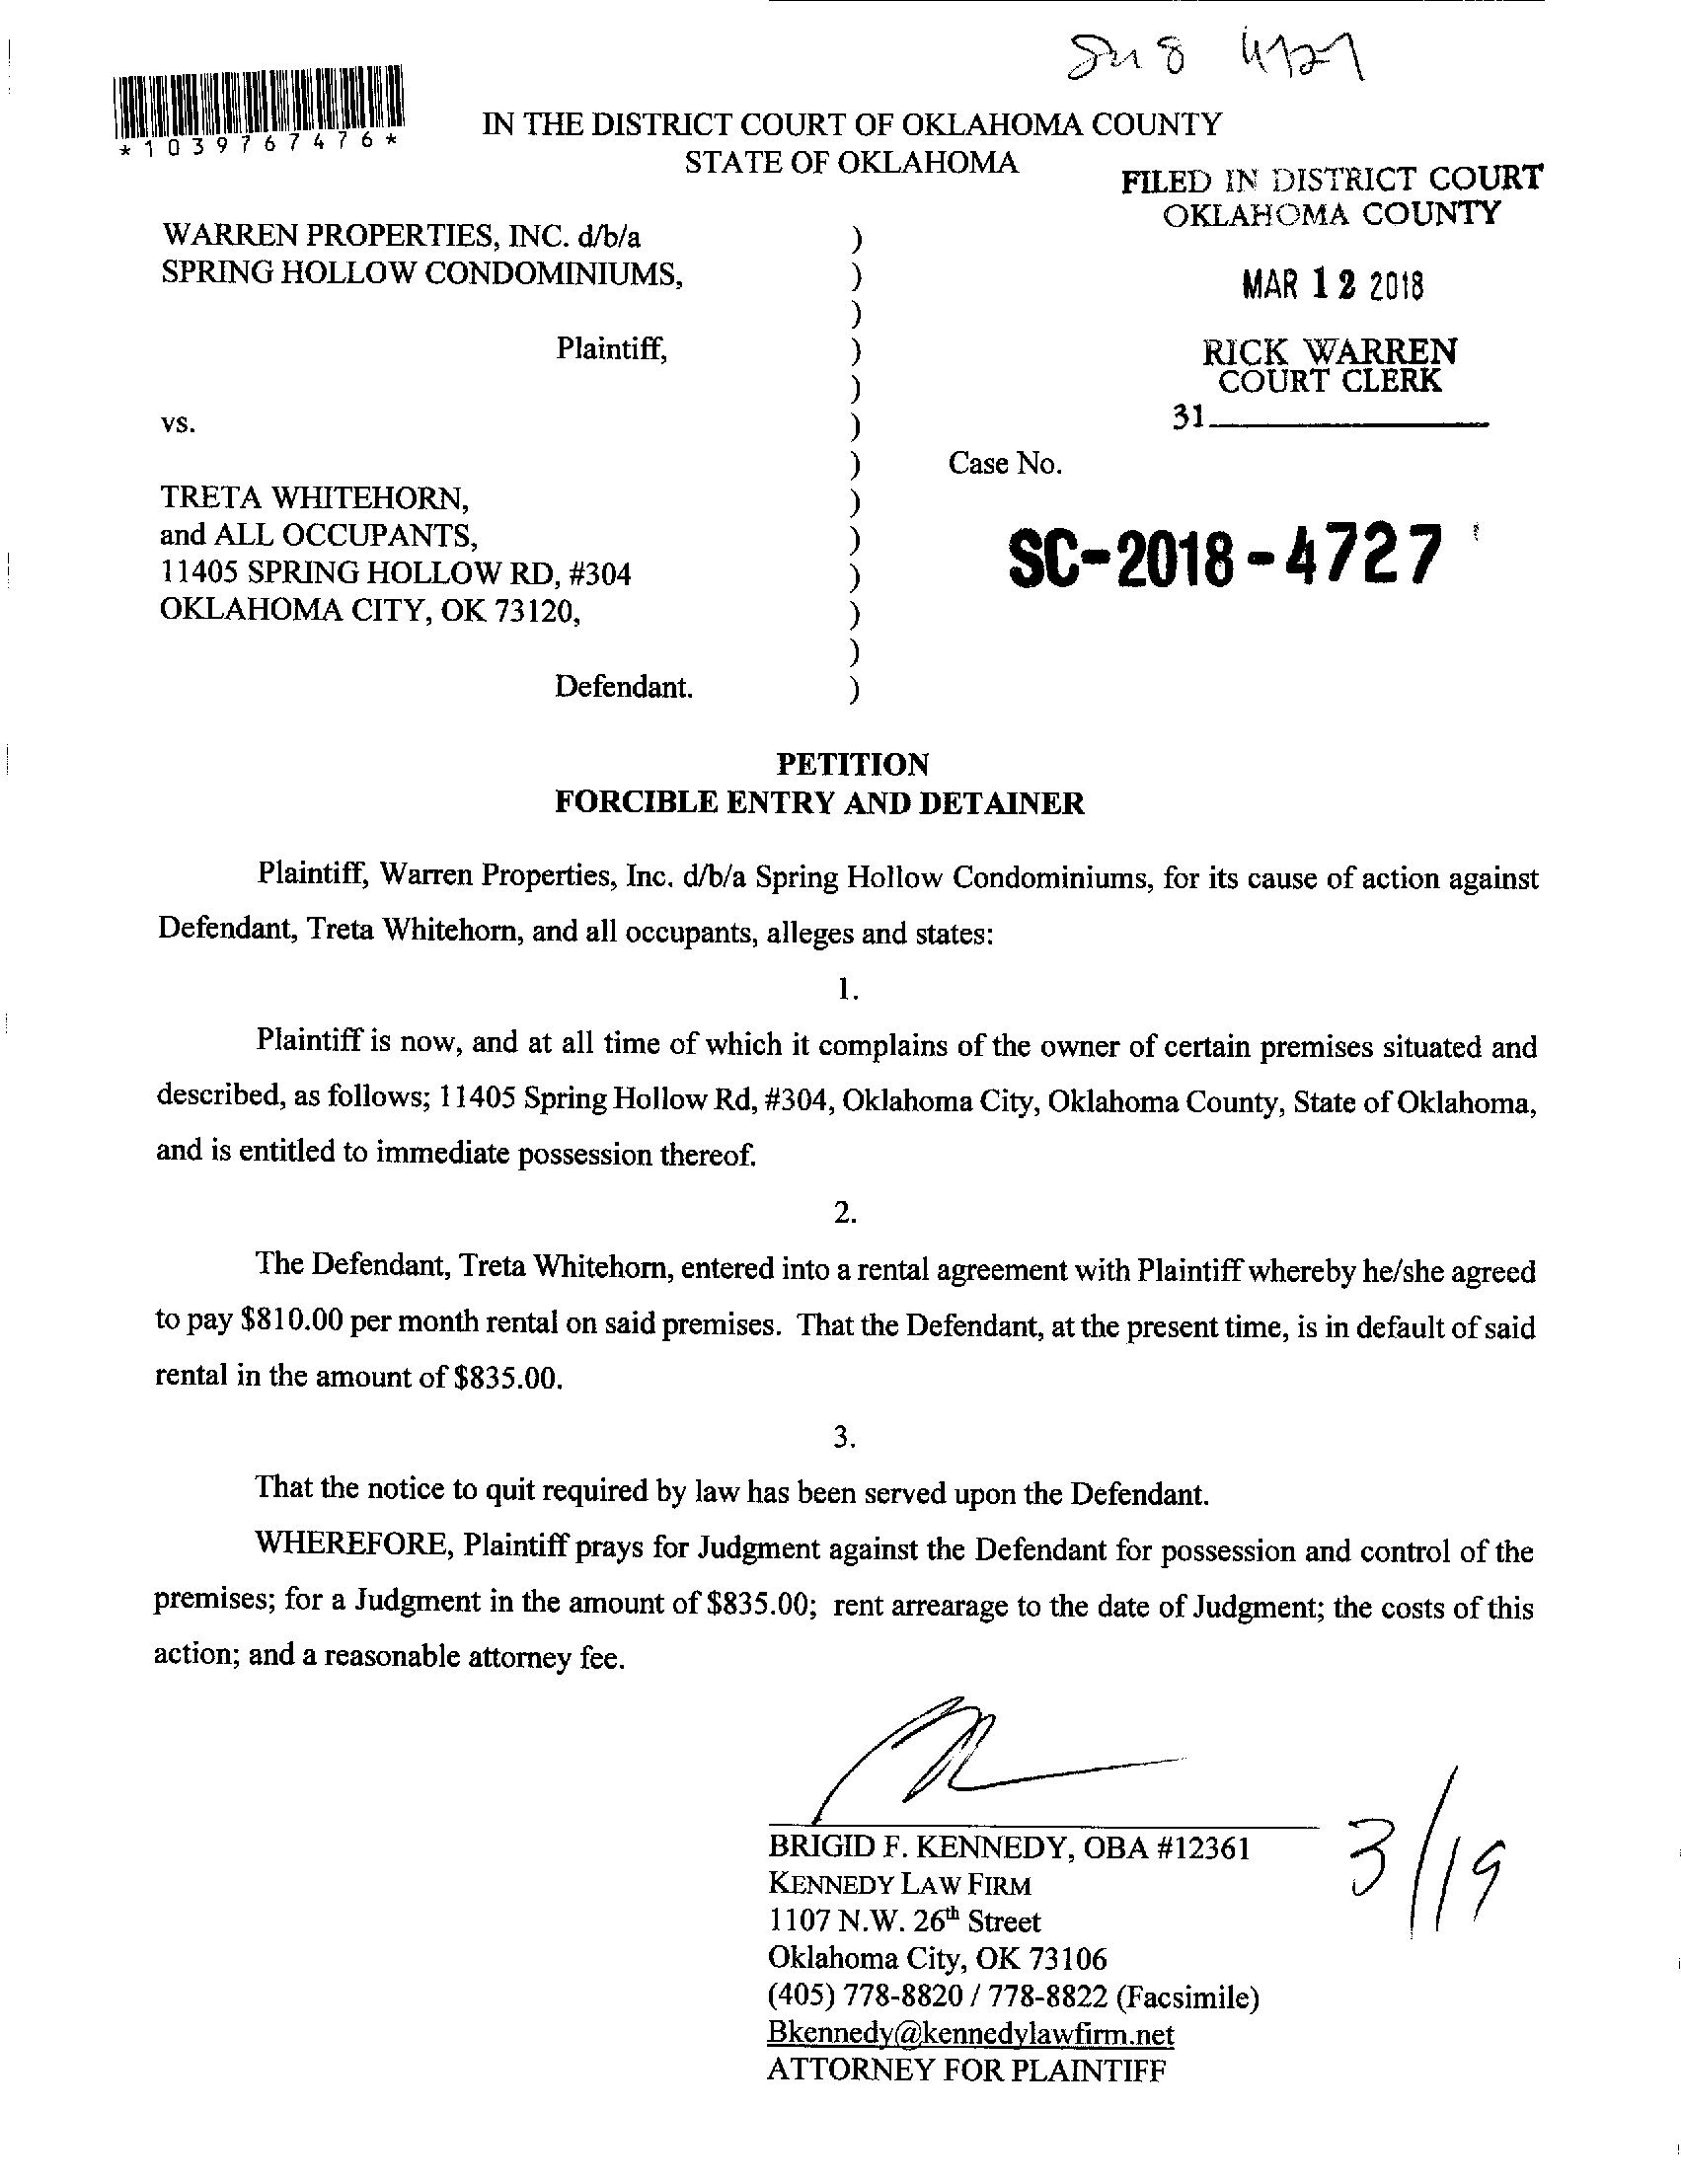 *1039767476*
IN THE DISTRICT COURT OF OKLAHOMA COUNTY
STATE OF OKLAHOMA
FILED IN DISTRICT COURT
OKLAHOMA COUNTY
MAR 12 2018
RICK WARREN
COURT CLERK
31
WARREN PROPERTIES, INC. d/b/a )
SPRING HOLLOW CONDOMINIUMS, )
)
Plaintiff, )
)
vs. )
) Case No.
TRETA WHITEHORN, )
and ALL OCCUPANTS, ) SC-2018-4727
11405 SPRING HOLLOW RD, #304 )
OKLAHOMA CITY, OK 73120, )
)
Defendant. )
PETITION
FORCIBLE ENTRY AND DETAINER
Plaintiff, Warren Properties, Inc. d/b/a Spring Hollow Condominiums, for its cause of action against
Defendant, Treta Whitehorn, and all occupants, alleges and states:
1.
Plaintiff is now, and at all time of which it complains of the owner of certain premises situated and
described, as follows; 11405 Spring Hollow Rd, #304, Oklahoma City, Oklahoma County, State of Oklahoma,
and is entitled to immediate possession thereof.
2.
The Defendant, Treta Whitehorn, entered into a rental agreement with Plaintiff whereby he/she agreed
to pay $810.00 per month rental on said premises. That the Defendant, at the present time, is in default of said
rental in the amount of $835.00.
3.
That the notice to quit required by law has been served upon the Defendant.
WHEREFORE, Plaintiff prays for Judgment against the Defendant for possession and control of the
premises; for a Judgment in the amount of $835.00; rent arrearage to the date of Judgment; the costs of this
action; and a reasonable attorney fee.
BRIGID F. KENNEDY, OBA #12361
KENNEDY LAW FIRM
1107 N.W. 26th Street
Oklahoma City, OK 73106
(405) 778-8820 / 778-8822 (Facsimile)
Bkennedy@kennedylawfirm.net
ATTORNEY FOR PLAINTIFF
3/19